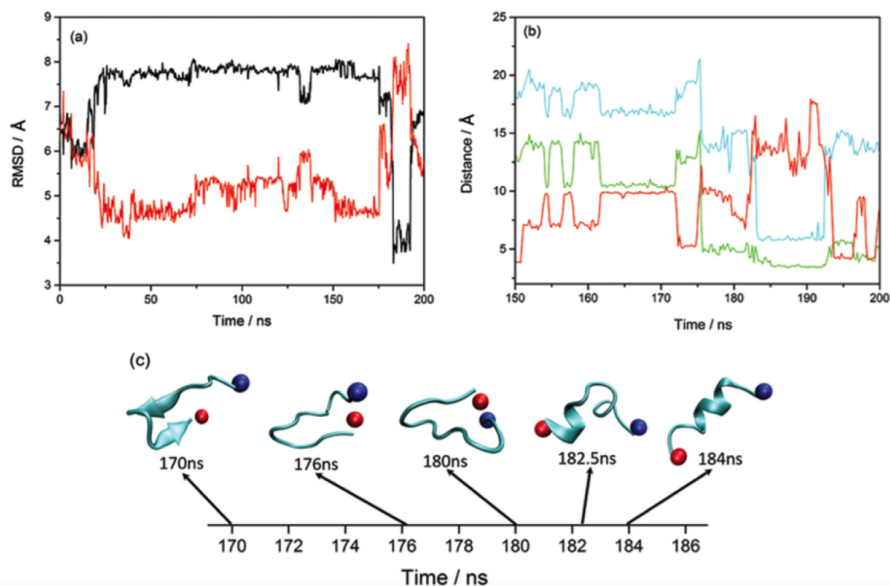 (a)
RMSD / Å
9
8
7
6
5
4
3
0 50 100 150 200
Time / ns
(b)
Distance / Å
25
20
15
10
5
150 160 170 180 190 200
Time / ns
(c)
170ns
176ns
180ns
182.5ns
184ns
170 172 174 176 178 180 182 184 186
Time / ns